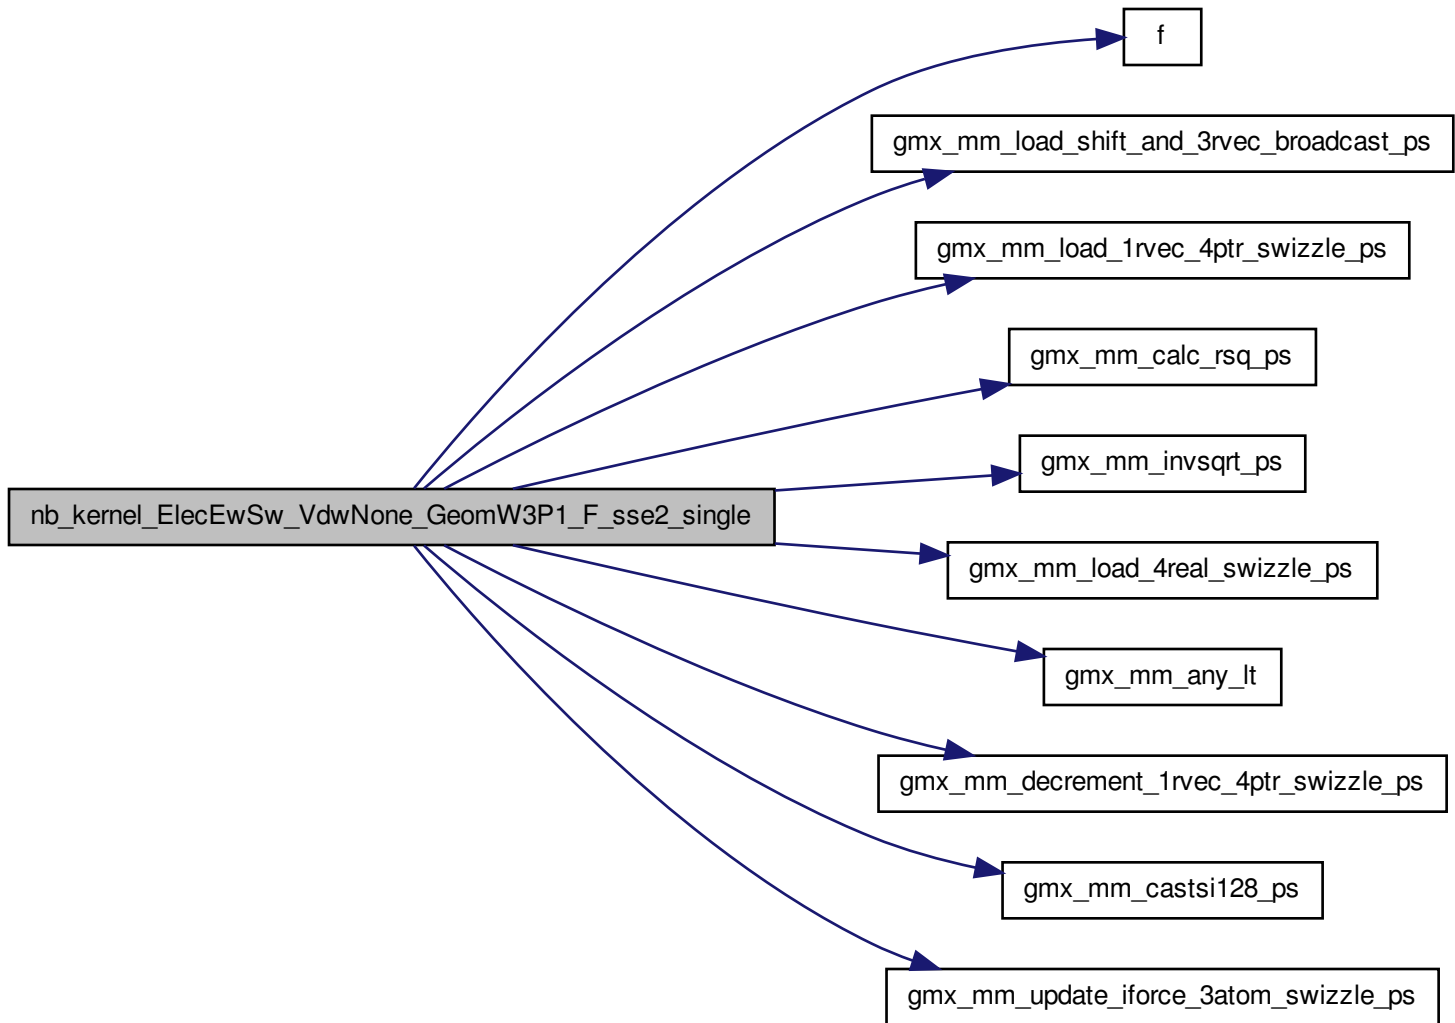 f
gmx_mm_load_shift_and_3rvec_broadcast_ps
gmx_mm_load_1rvec_4ptr_swizzle_ps
gmx_mm_calc_rsq_ps
gmx_mm_invsqrt_ps
nb_kernel_ElecEwSw_VdwNone_GeomW3P1_F_sse2_single
gmx_mm_load_4real_swizzle_ps
gmx_mm_any_lt
gmx_mm_decrement_1rvec_4ptr_swizzle_ps
gmx_mm_castsi128_ps
gmx_mm_update_iforce_3atom_swizzle_ps